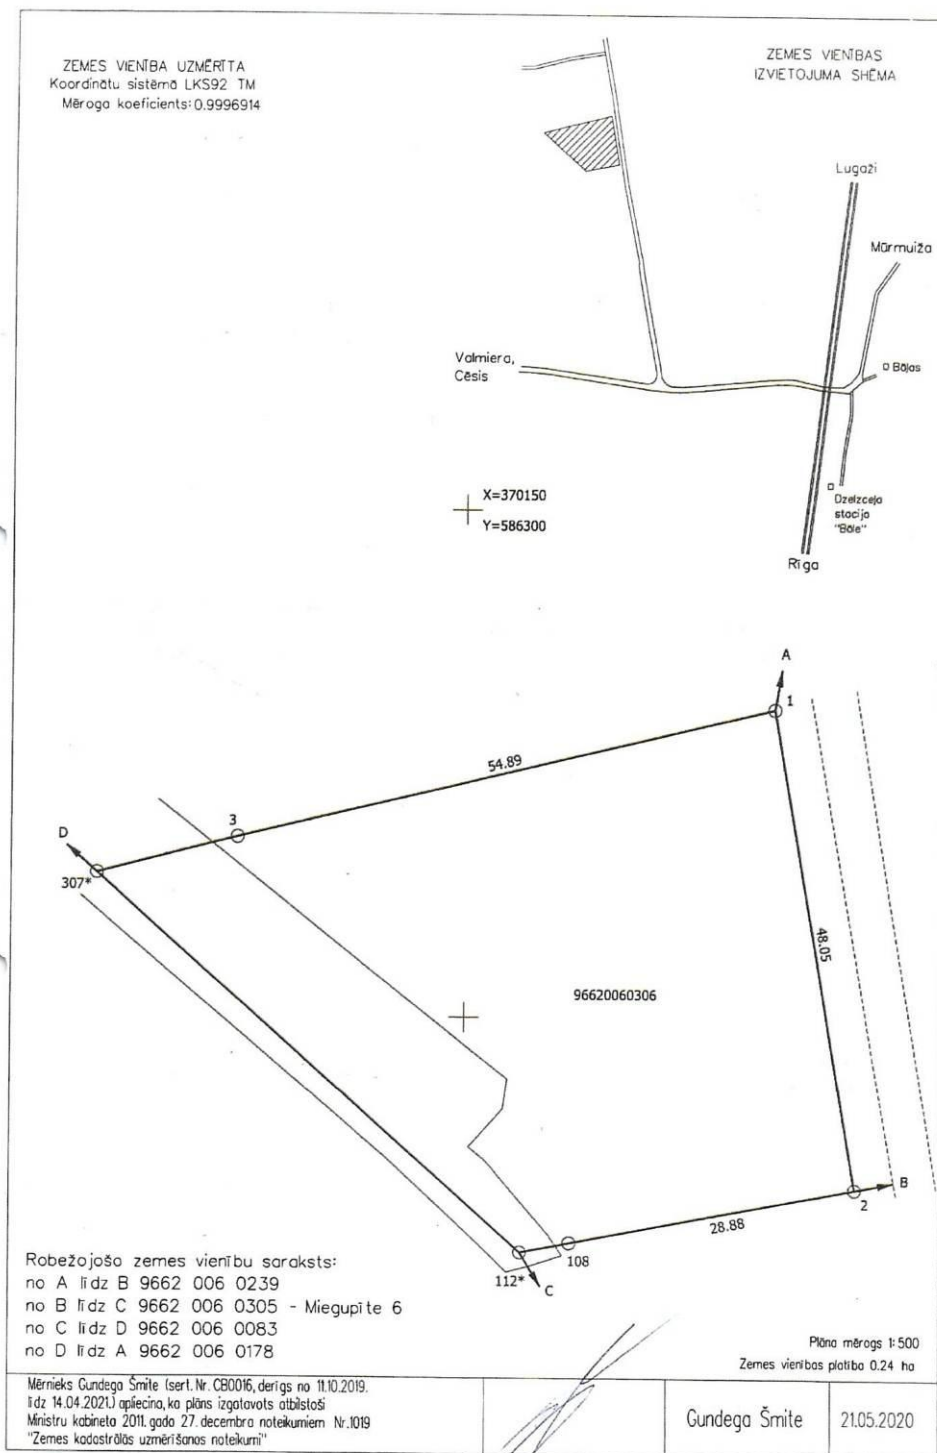 ZEMES VIENĪBA UZMĒRĪTA
Koordinātu sistēmā LKS92 TM
Mēroga koeficients: 0.9996914
ZEMES VIENĪBAS
IZVIETOJUMA SHĒMA
Lugaži
Mūrmuiža
Valmiera,
Cēsis
Bāļas
X=370150
Y=586300
Dzelzceļa
stacija
"Bāle"
Rīga
A
1
54.89
3
D
307*
48.05
96620060306
B
2
28.88
108
112*
C
Robežojošo zemes vienību saraksts:
no A līdz B 9662 006 0239
no B līdz C 9662 006 0305 - Miegupīte 6
no C līdz D 9662 006 0083
no D līdz A 9662 006 0178
Plāna mērogs 1:500
Zemes vienības platība 0.24 ha
Mērnieks Gundega Šmite (sert. Nr. CB0016, derīgs no 11.10.2019.
līdz 14.04.2021.) apliecina, ka plāns izgatavots atbilstoši
Ministru kabineta 2011. gada 27. decembra noteikumiem Nr.1019
"Zemes kadastrālās uzmērīšanas noteikumi"
Gundega Šmite
21.05.2020